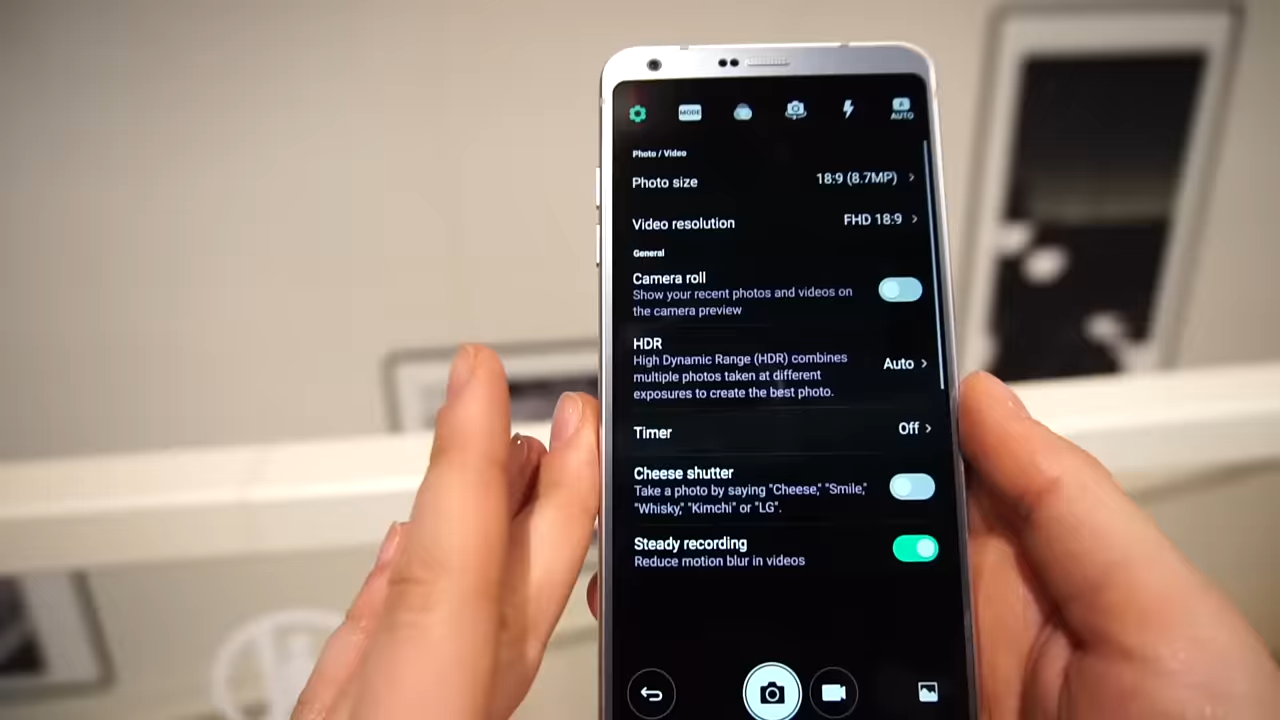 MODE
A
AUTO
Photo / Video
Photo size
18:9 (8.7MP)
Video resolution
FHD 18:9
General
Camera roll
Show your recent photos and videos on
the camera preview
HDR
High Dynamic Range (HDR) combines
multiple photos taken at different
exposures to create the best photo.
Auto
Timer
Off
Cheese shutter
Take a photo by saying "Cheese," "Smile,"
"Whisky," "Kimchi" or "LG".
Steady recording
Reduce motion blur in videos